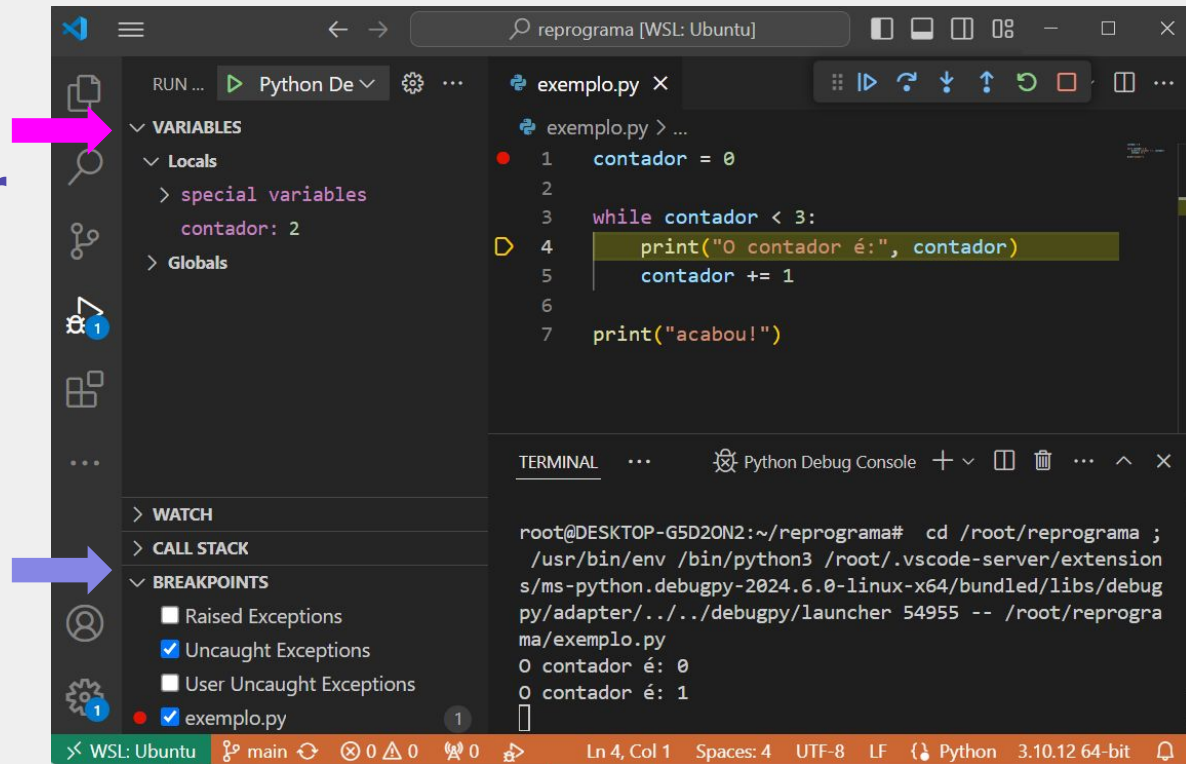 reprograma [WSL: Ubuntu]
RUN ... Python De
VARIABLES
Locals
special variables
contador: 2
Globals
WATCH
CALL STACK
BREAKPOINTS
Raised Exceptions
Uncaught Exceptions
User Uncaught Exceptions
exemplo.py 1
1
1
exemplo.py
exemplo.py > ...
1 contador = 0
2
3 while contador < 3:
4 print("O contador é:", contador)
5 contador += 1
6
7 print("acabou!")
TERMINAL ... Python Debug Console
root@DESKTOP-G5D2ON2:~/reprograma# cd /root/reprograma ;
/usr/bin/env /bin/python3 /root/.vscode-server/extension
s/ms-python.debugpy-2024.6.0-linux-x64/bundled/libs/debug
py/adapter/../../debugpy/launcher 54955 -- /root/reprogra
ma/exemplo.py
O contador é: 0
O contador é: 1
WSL: Ubuntu main 0 0 0 Ln 4, Col 1 Spaces: 4 UTF-8 LF Python 3.10.12 64-bit